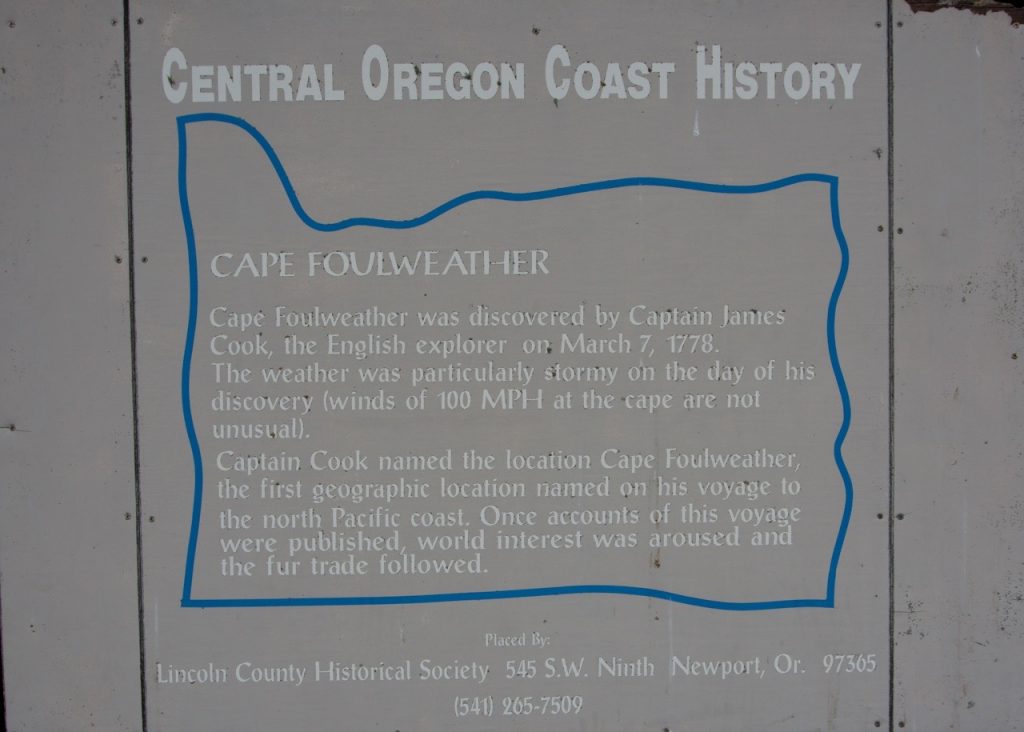 CENTRAL OREGON COAST HISTORY
CAPE FOULWEATHER
Cape Foulweather was discovered by Captain James
Cook, the English explorer on March 7, 1778.
The weather was particularly stormy on the day of his
discovery (winds of 100 MPH at the cape are not
unusual).
Captain Cook named the location Cape Foulweather,
the first geographic location named on his voyage to
the north Pacific coast. Once accounts of this voyage
were published, world interest was aroused and
the fur trade followed.
Placed By:
Lincoln County Historical Society 545 S.W. Ninth Newport, Or. 97365
(541) 265-7509